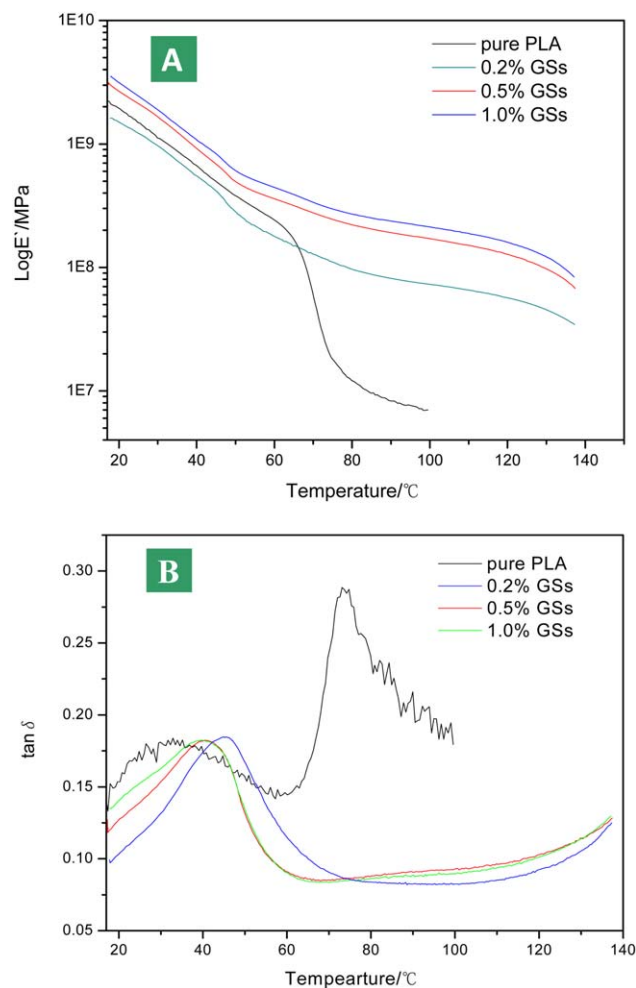 A
pure PLA
0.2% GSs
0.5% GSs
1.0% GSs
1E10
1E9
1E8
1E7
LogE`/MPa
20 40 60 80 100 120 140
Temperature/℃
B
pure PLA
0.2% GSs
0.5% GSs
1.0% GSs
0.30
0.25
0.20
0.15
0.10
0.05
tan δ
20 40 60 80 100 120 140
Tempearture/℃